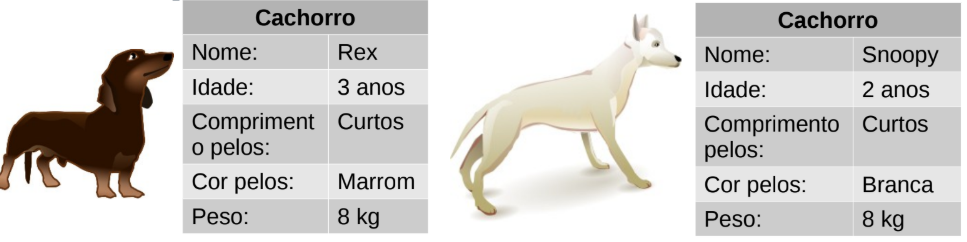 Cachorro
Nome: Rex
Idade: 3 anos
Compriment Curtos
o pelos:
Cor pelos: Marrom
Peso: 8 kg
Cachorro
Nome: Snoopy
Idade: 2 anos
Comprimento Curtos
pelos:
Cor pelos: Branca
Peso: 8 kg